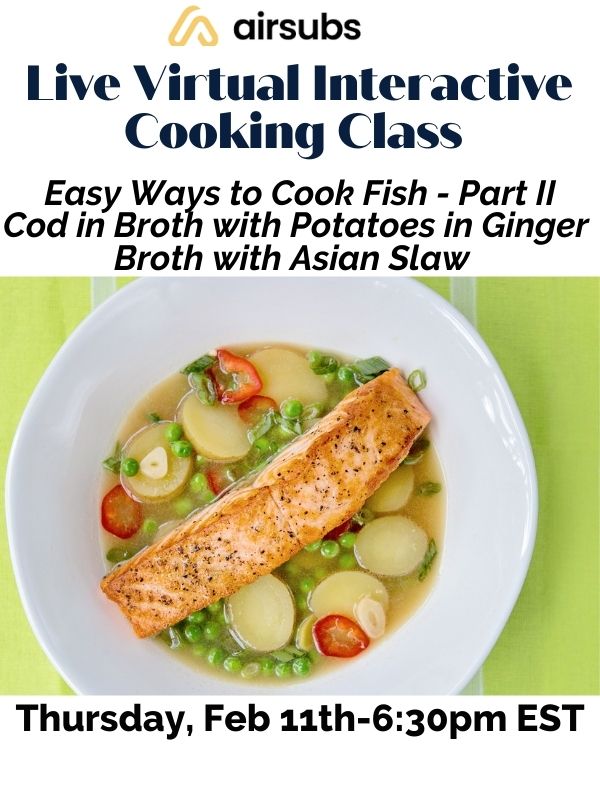 airsubs
Live Virtual Interactive
Cooking Class
Easy Ways to Cook Fish - Part II
Cod in Broth with Potatoes in Ginger
Broth with Asian Slaw
Thursday, Feb 11th-6:30pm EST